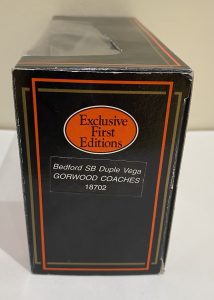 Exclusive
First
Editions
Bedford SB Duple Vega
GORWOOD COACHES
18702